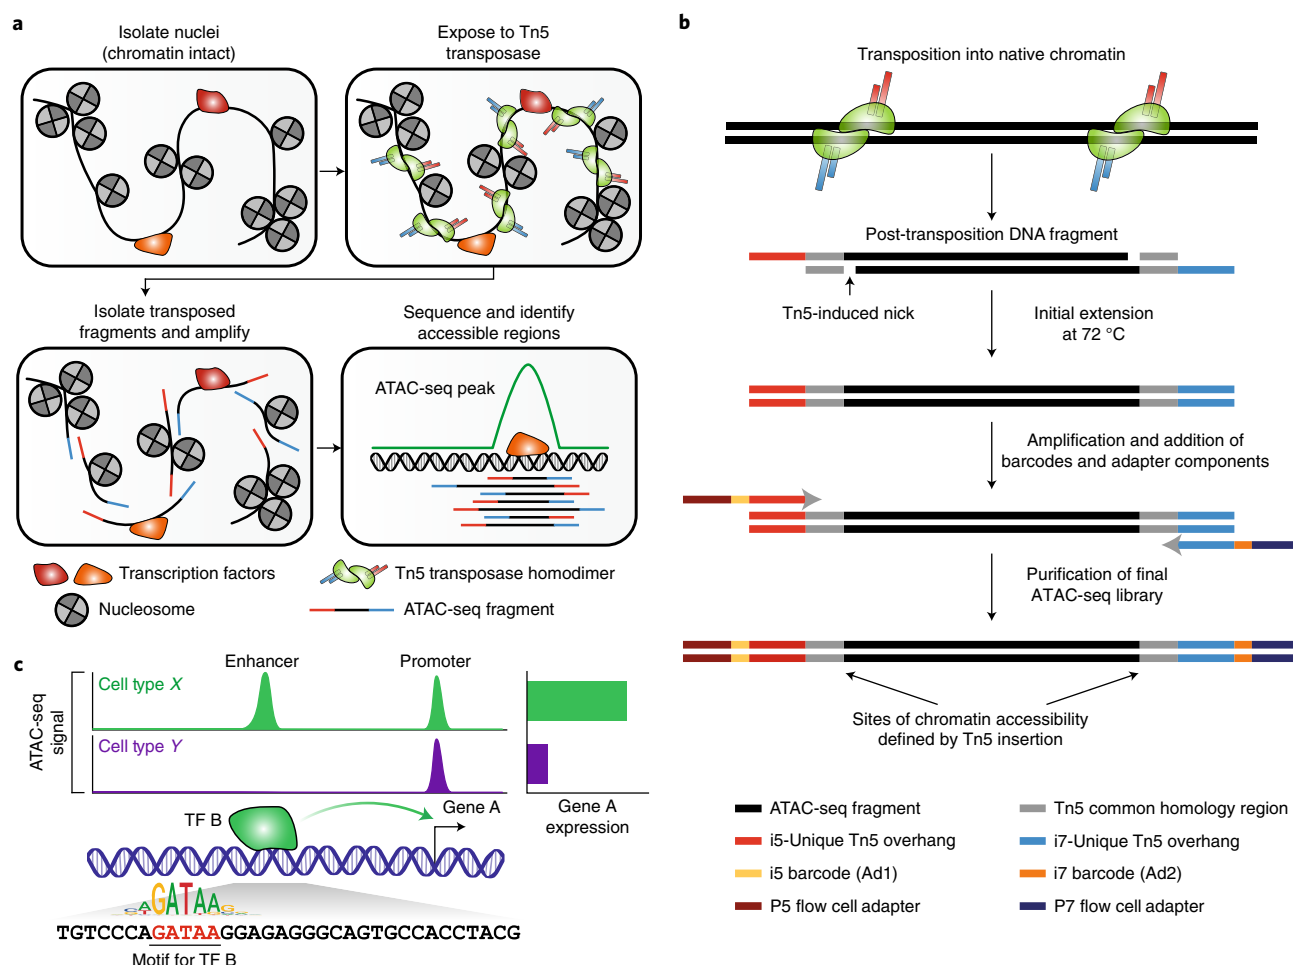 a
Isolate nuclei
(chromatin intact)
Expose to Tn5
transposase
Isolate transposed
fragments and amplify
Sequence and identify
accessible regions
ATAC-seq peak
Transcription factors
Tn5 transposase homodimer
Nucleosome
ATAC-seq fragment
b
Transposition into native chromatin
Post-transposition DNA fragment
Tn5-induced nick
Initial extension
at 72 °C
Amplification and addition of
barcodes and adapter components
Purification of final
ATAC-seq library
Sites of chromatin accessibility
defined by Tn5 insertion
ATAC-seq fragment
Tn5 common homology region
i5-Unique Tn5 overhang
i7-Unique Tn5 overhang
i5 barcode (Ad1)
i7 barcode (Ad2)
P5 flow cell adapter
P7 flow cell adapter
c
Enhancer
Promoter
ATAC-seq
signal
Cell type X
Cell type Y
Gene A
expression
TF B
Gene A
GATAA
TGTCCCAGATAAGGAGAGGGCAGTGCCACCTACG
Motif for TF B